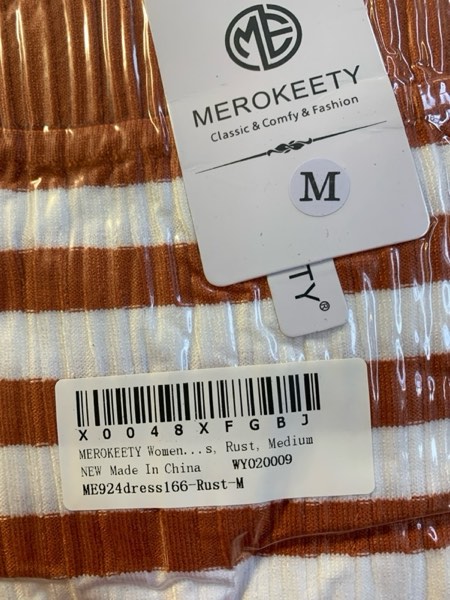 ME
MEROKEETY
Classic & Comfy & Fashion
M
TY®
X0048XFGBJ
MEROKEETY Women...s, Rust, Medium
NEW Made In China WY020009
ME924dress166-Rust-M